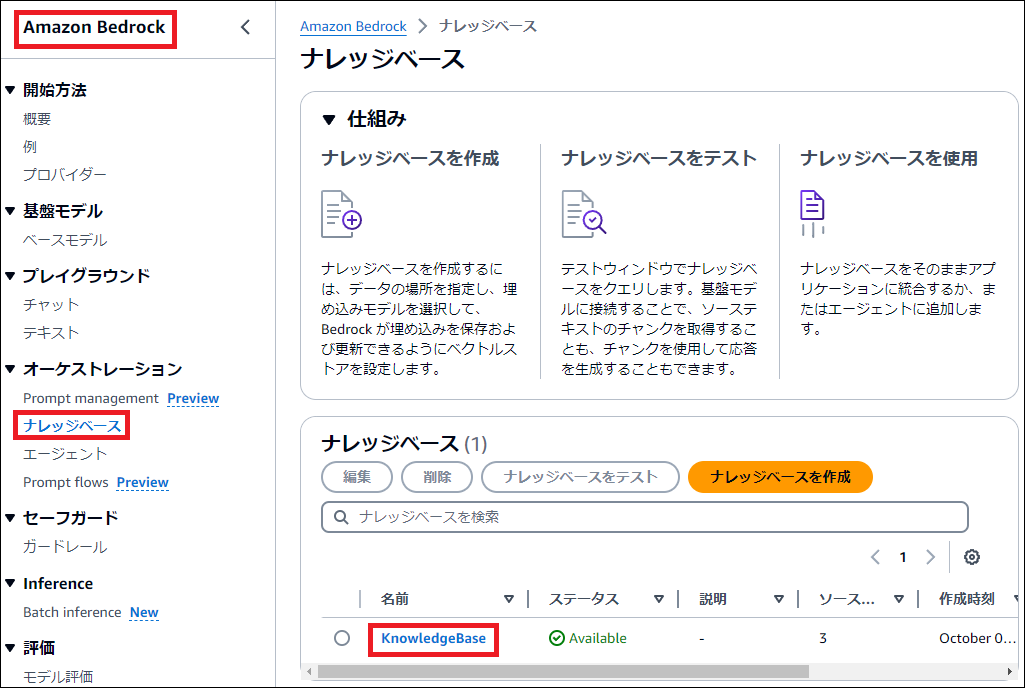 Amazon Bedrock
開始方法
概要
例
プロバイダー
基盤モデル
ベースモデル
プレイグラウンド
チャット
テキスト
オーケストレーション
Prompt management Preview
ナレッジベース
エージェント
Prompt flows Preview
セーフガード
ガードレール
Inference
Batch inference New
評価
モデル評価
Amazon Bedrock > ナレッジベース
ナレッジベース
仕組み
ナレッジベースを作成
ナレッジベースを作成するに
は、データの場所を指定し、埋
め込みモデルを選択して、
Bedrock が埋め込みを保存およ
び更新できるようにベクトルス
トアを設定します。
ナレッジベースをテスト
テストウィンドウでナレッジベ
ースをクエリします。基盤モデ
ルに接続することで、ソーステ
キストのチャンクを取得するこ
とも、チャンクを使用して応答
を生成することもできます。
ナレッジベースを使用
ナレッジベースをそのままアプ
リケーションに統合するか、ま
たはエージェントに追加しま
す。
ナレッジベース (1)
編集 削除 ナレッジベースをテスト ナレッジベースを作成
ナレッジベースを検索
1
名前 ステータス 説明 ソース... 作成時刻
KnowledgeBase Available - 3 October 0...